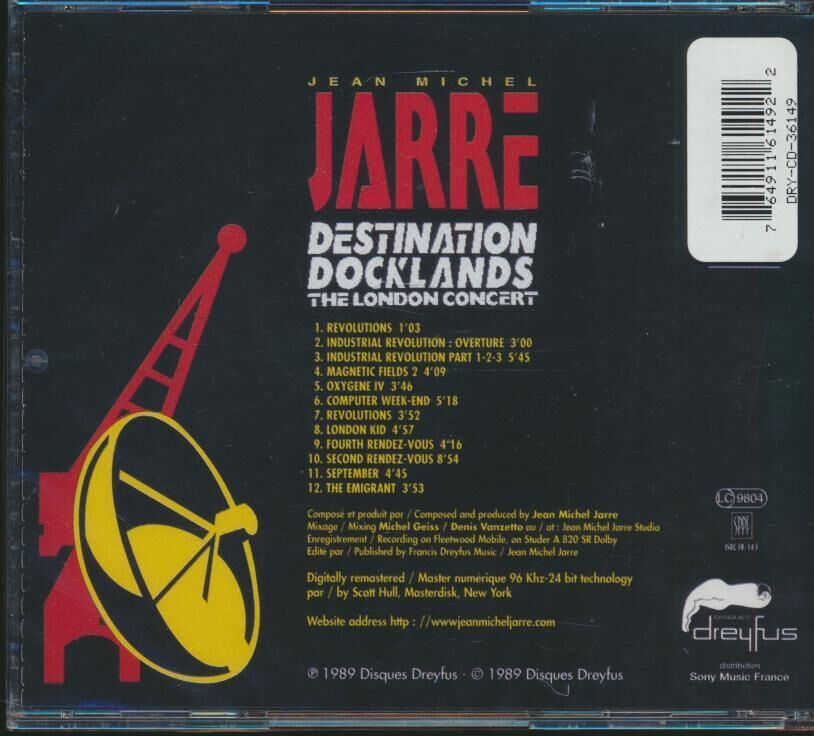 JEAN MICHEL
JARRE
DESTINATION
DOCKLANDS
THE LONDON CONCERT
1. REVOLUTIONS 1'03
2. INDUSTRIAL REVOLUTION : OVERTURE 3'00
3. INDUSTRIAL REVOLUTION PART 1-2-3 5'45
4. MAGNETIC FIELDS 2 4'09
5. OXYGENE IV 3'46
6. COMPUTER WEEK-END 5'18
7. REVOLUTIONS 3'52
8. LONDON KID 4'57
9. FOURTH RENDEZ-VOUS 4'16
10. SECOND RENDEZ-VOUS 8'54
11. SEPTEMBER 4'45
12. THE EMIGRANT 3'53
Composé et produit par / Composed and produced by Jean Michel Jarre
Mixage / Mixing Michel Geiss / Denis Vanzetto au / at : Jean Michel Jarre Studio
Enregistrement / Recording on Fleetwood Mobile, on Studer A 820 SR Dolby
Edité par / Published by Francis Dreyfus Music / Jean Michel Jarre
Digitally remastered / Master numérique 96 Khz-24 bit technology
par / by Scott Hull, Masterdisk, New York
Website address http : //www.jeanmicheljarre.com
℗ 1989 Disques Dreyfus - © 1989 Disques Dreyfus
7 64911 61492 2
DRY-CD-36149
LC 9804
SPPF
ISRC FR- 14 F
dreyfus
distribution
Sony Music France